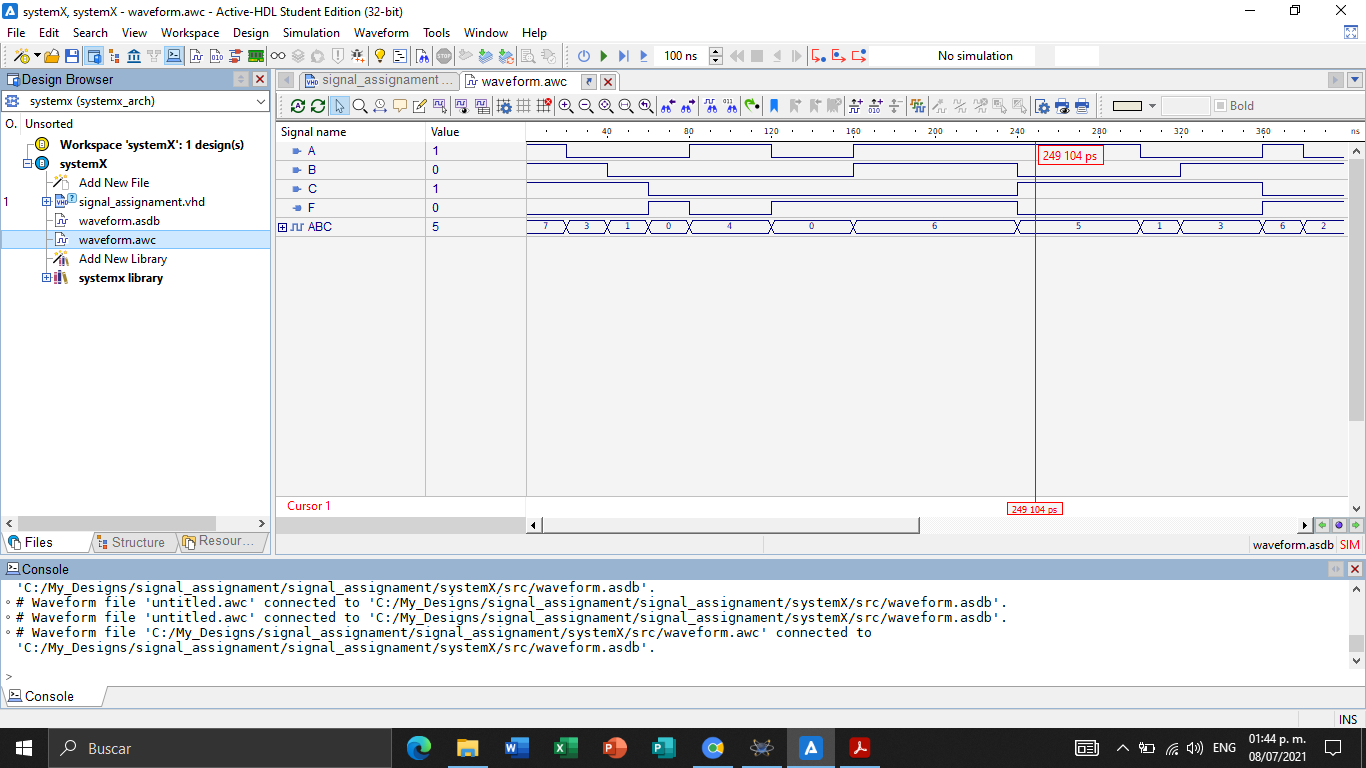 systemX, systemX - waveform.awc - Active-HDL Student Edition (32-bit)
File Edit Search View Workspace Design Simulation Waveform Tools Window Help
100 ns No simulation
Design Browser
signal_assignament ... waveform.awc
systemx (systemx_arch)
Bold
O. Unsorted
Signal name Value 40 80 120 160 200 240 280 320 360 ns
Workspace 'systemX': 1 design(s)
systemX
Add New File
1 signal_assignament.vhd
waveform.asdb
waveform.awc
Add New Library
systemx library
A 1
249 104 ps
B 0
C 1
F 0
ABC 5 7 3 1 0 4 0 6 5 1 3 6 2
Cursor 1
249 104 ps
Files Structure Resour...
waveform.asdb SIM
Console
'C:/My_Designs/signal_assignament/signal_assignament/systemX/src/waveform.asdb'.
# Waveform file 'untitled.awc' connected to 'C:/My_Designs/signal_assignament/signal_assignament/systemX/src/waveform.asdb'.
# Waveform file 'untitled.awc' connected to 'C:/My_Designs/signal_assignament/signal_assignament/systemX/src/waveform.asdb'.
# Waveform file 'C:/My_Designs/signal_assignament/signal_assignament/systemX/src/waveform.awc' connected to
'C:/My_Designs/signal_assignament/signal_assignament/systemX/src/waveform.asdb'.
>
Console
INS
Buscar
ENG
01:44 p. m.
08/07/2021